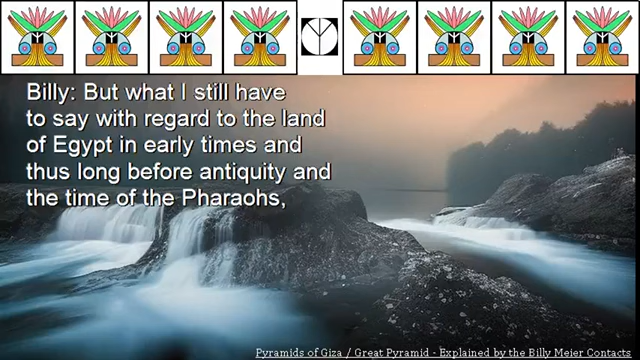 Billy: But what I still have
to say with regard to the land
of Egypt in early times and
thus long before antiquity and
the time of the Pharaohs,
Pyramids of Giza / Great Pyramid - Explained by the Billy Meier Contacts